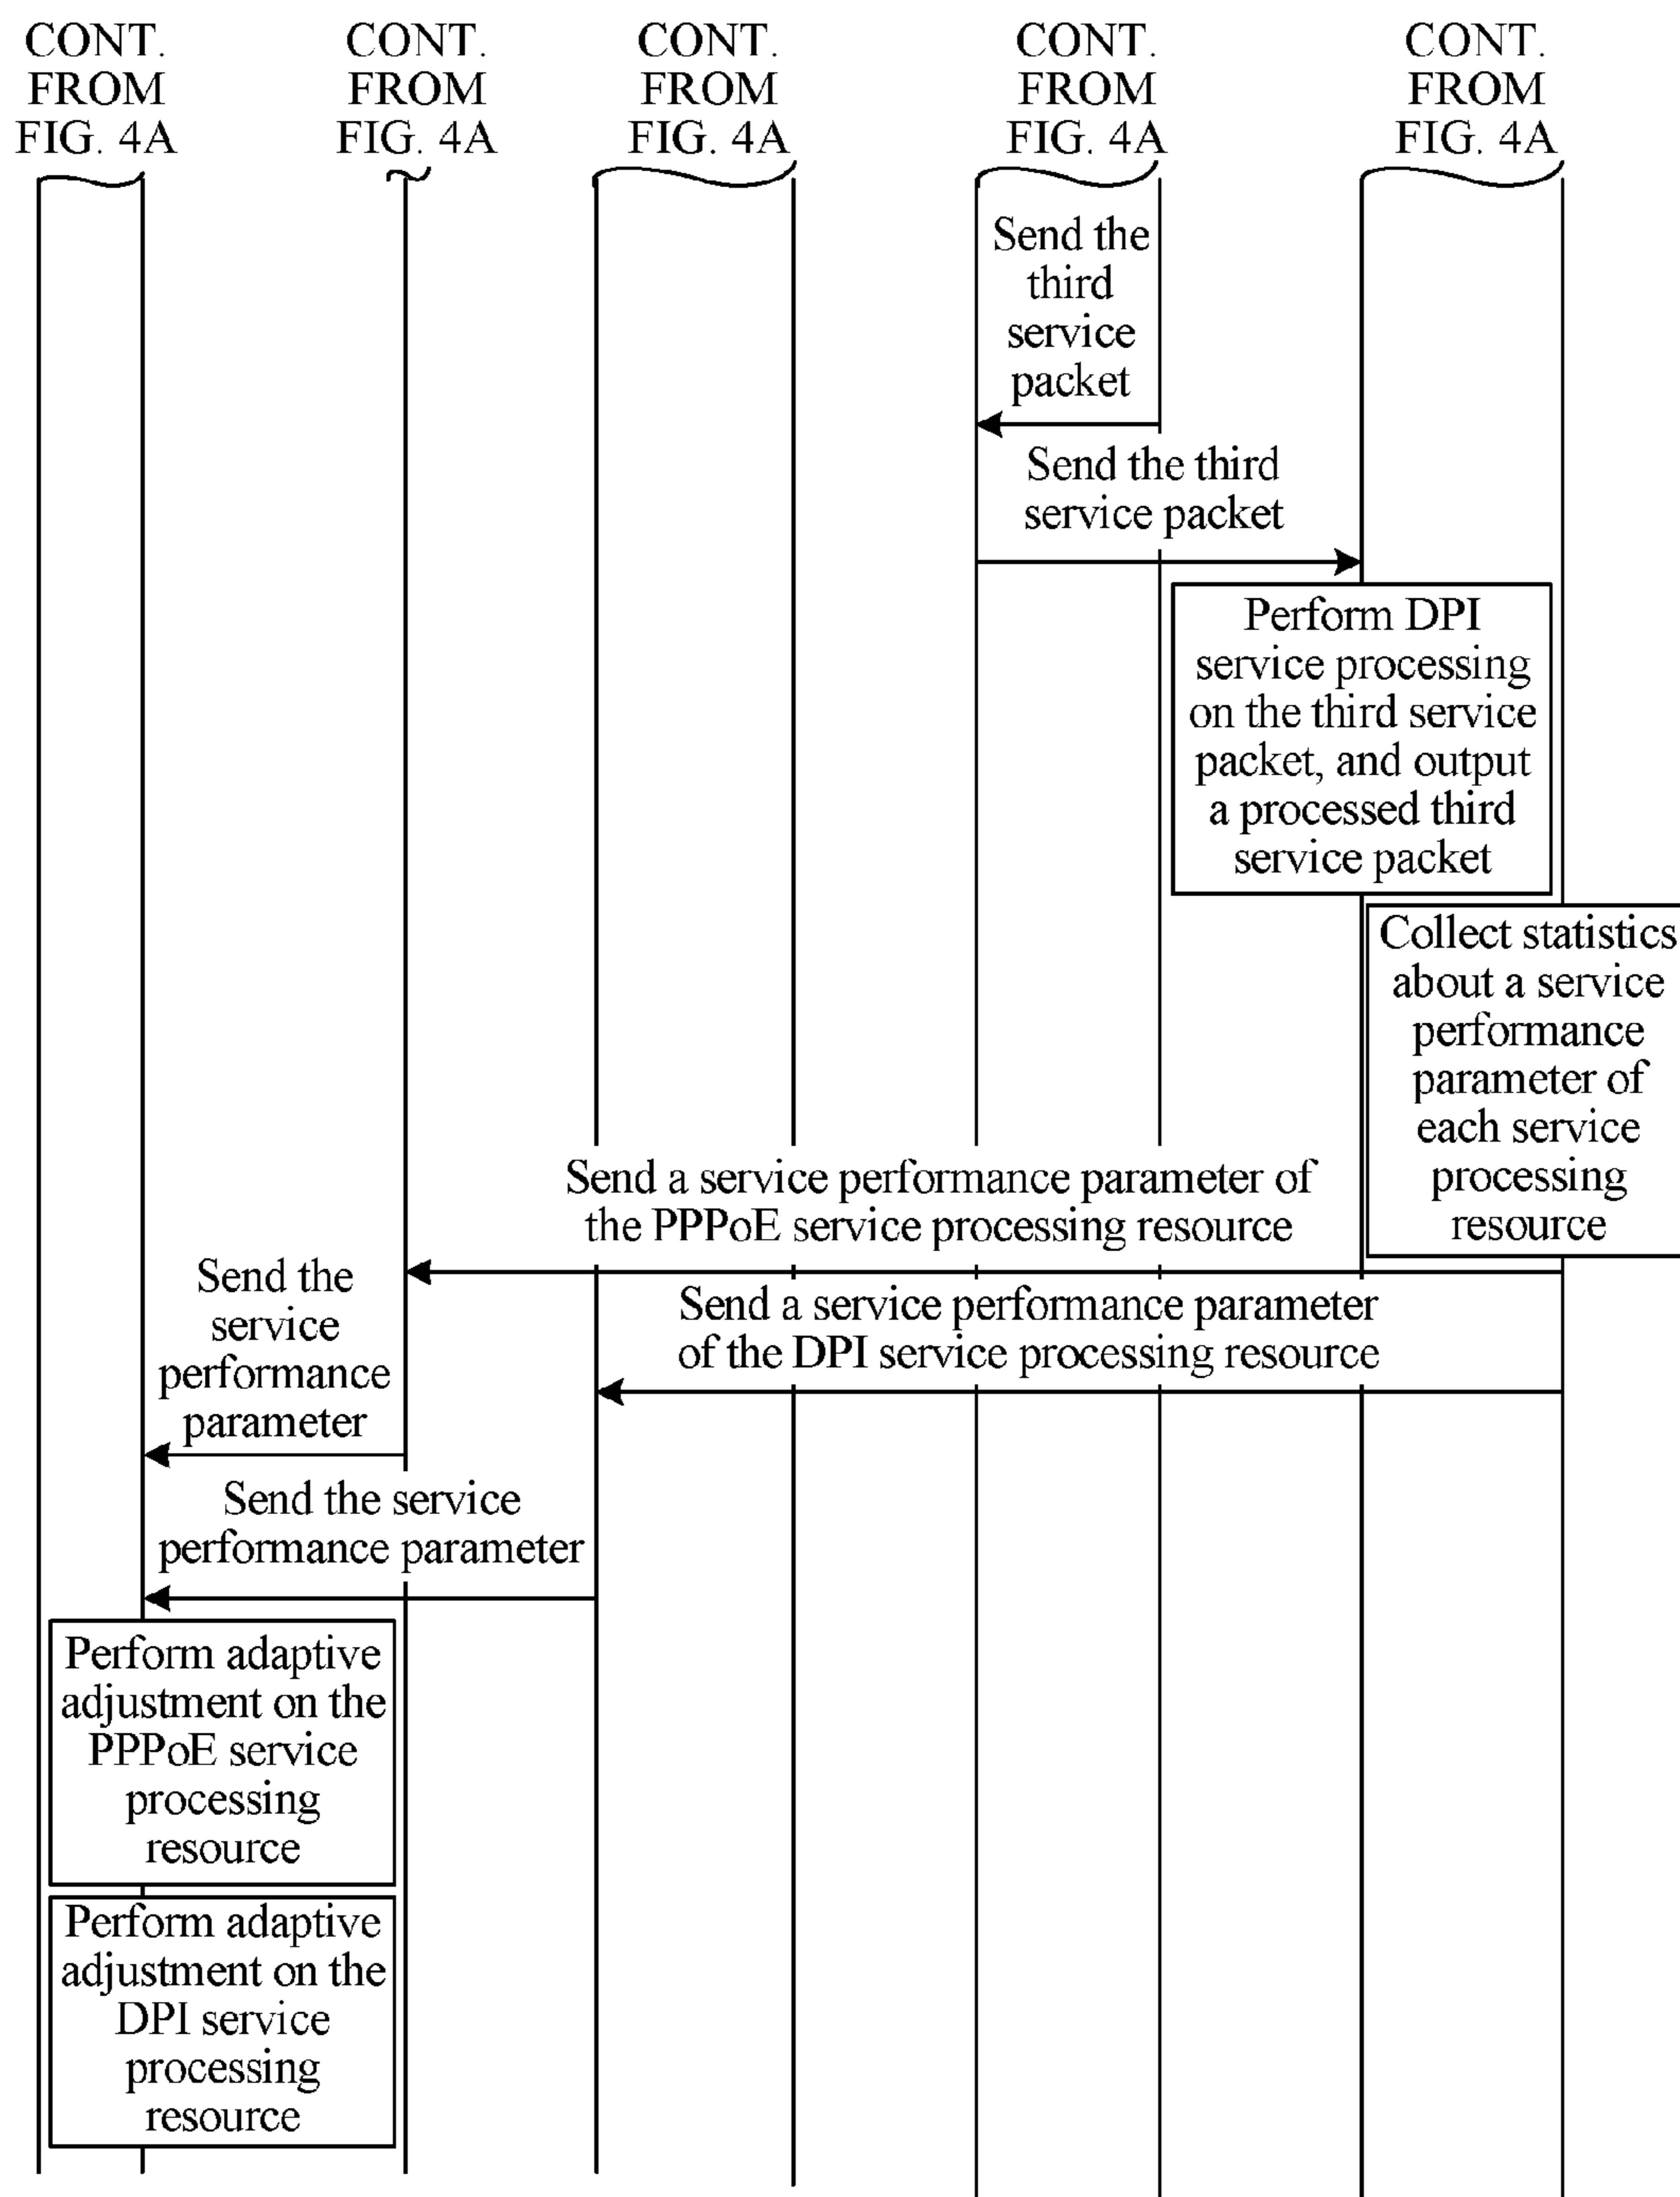 CONT.
FROM
FIG. 4A
CONT.
FROM
FIG. 4A
CONT.
FROM
FIG. 4A
CONT.
FROM
FIG. 4A
CONT.
FROM
FIG. 4A
Send the
third
service
packet
Send the third
service packet
Perform DPI
service processing
on the third service
packet, and output
a processed third
service packet
Collect statistics
about a service
performance
parameter of
each service
processing
resource
Send a service performance parameter of
the PPPoE service processing resource
Send the
service
performance
parameter
Send a service performance parameter
of the DPI service processing resource
Send the service
performance parameter
Perform adaptive
adjustment on the
PPPoE service
processing
resource
Perform adaptive
adjustment on the
DPI service
processing
resource